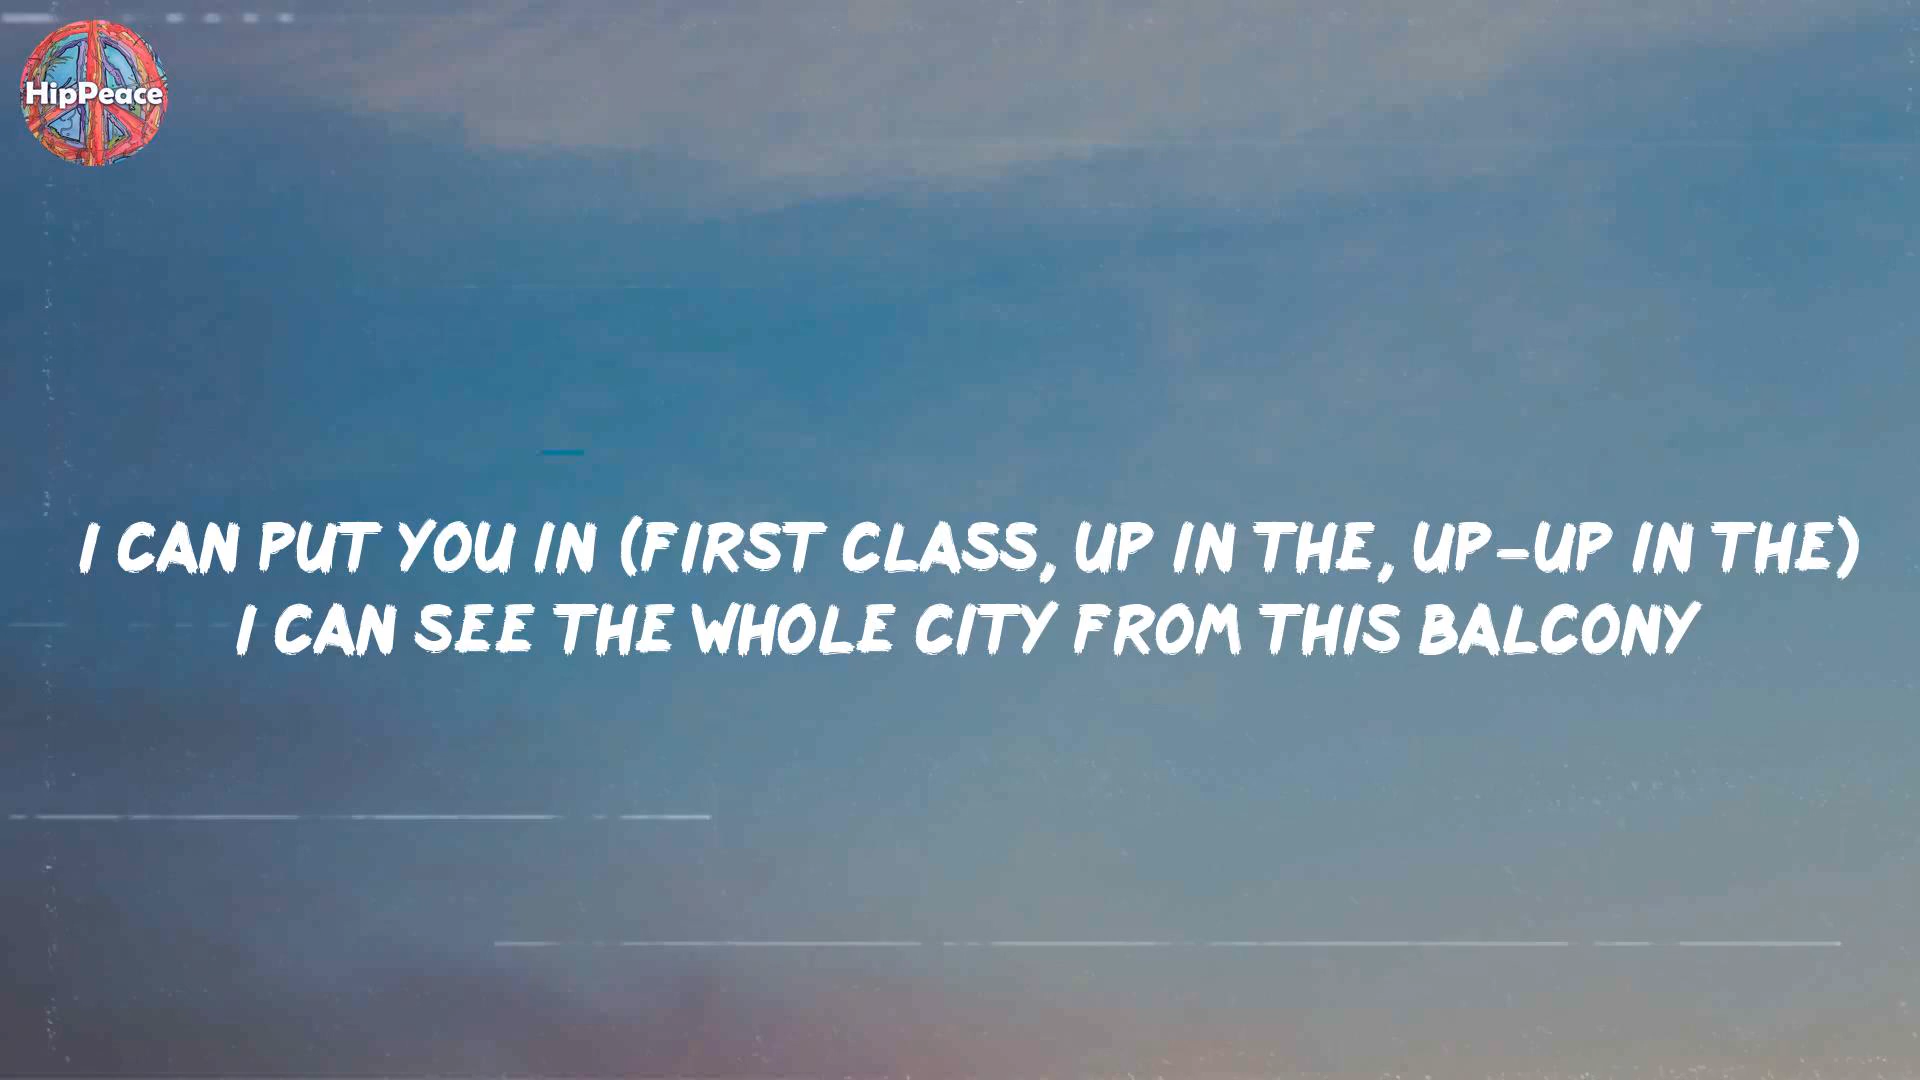 HipPeace
I CAN PUT YOU IN (FIRST CLASS, UP IN THE, UP-UP IN THE)
I CAN SEE THE WHOLE CITY FROM THIS BALCONY